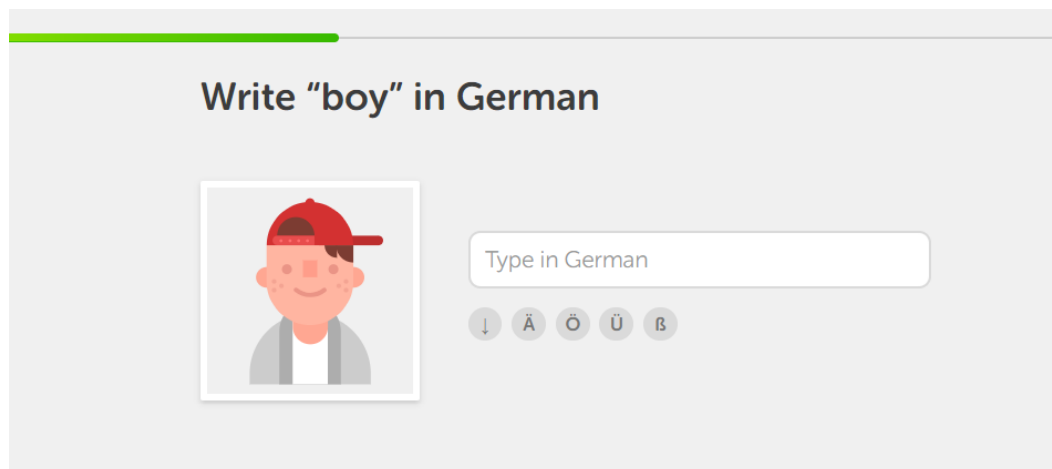 Write “boy” in German
Type in German
↓ Ä Ö Ü ß